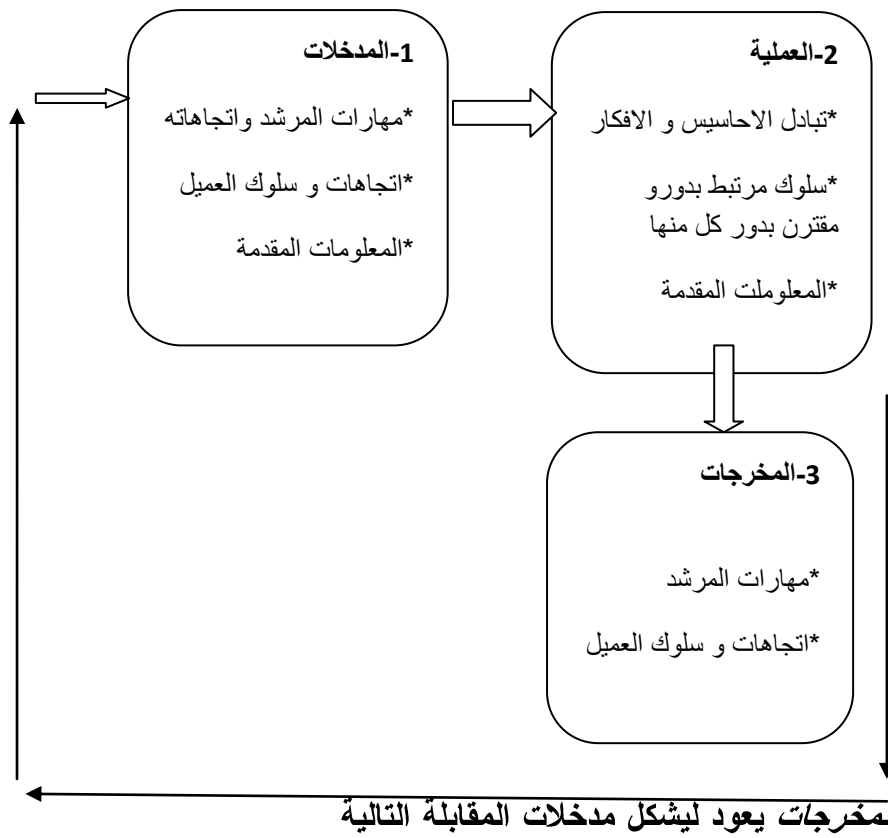 1-المدخلات
*مهارات المرشد واتجاهاته
*اتجاهات و سلوك العميل
*المعلومات المقدمة
2-العملية
*تبادل الاحاسيس و الافكار
*سلوك مرتبط بدورو
مقترن بدور كل منها
*المعلوملت المقدمة
3-المخرجات
*مهارات المرشد
*اتجاهات و سلوك العميل
مخرجات يعود ليشكل مدخلات المقابلة التالية